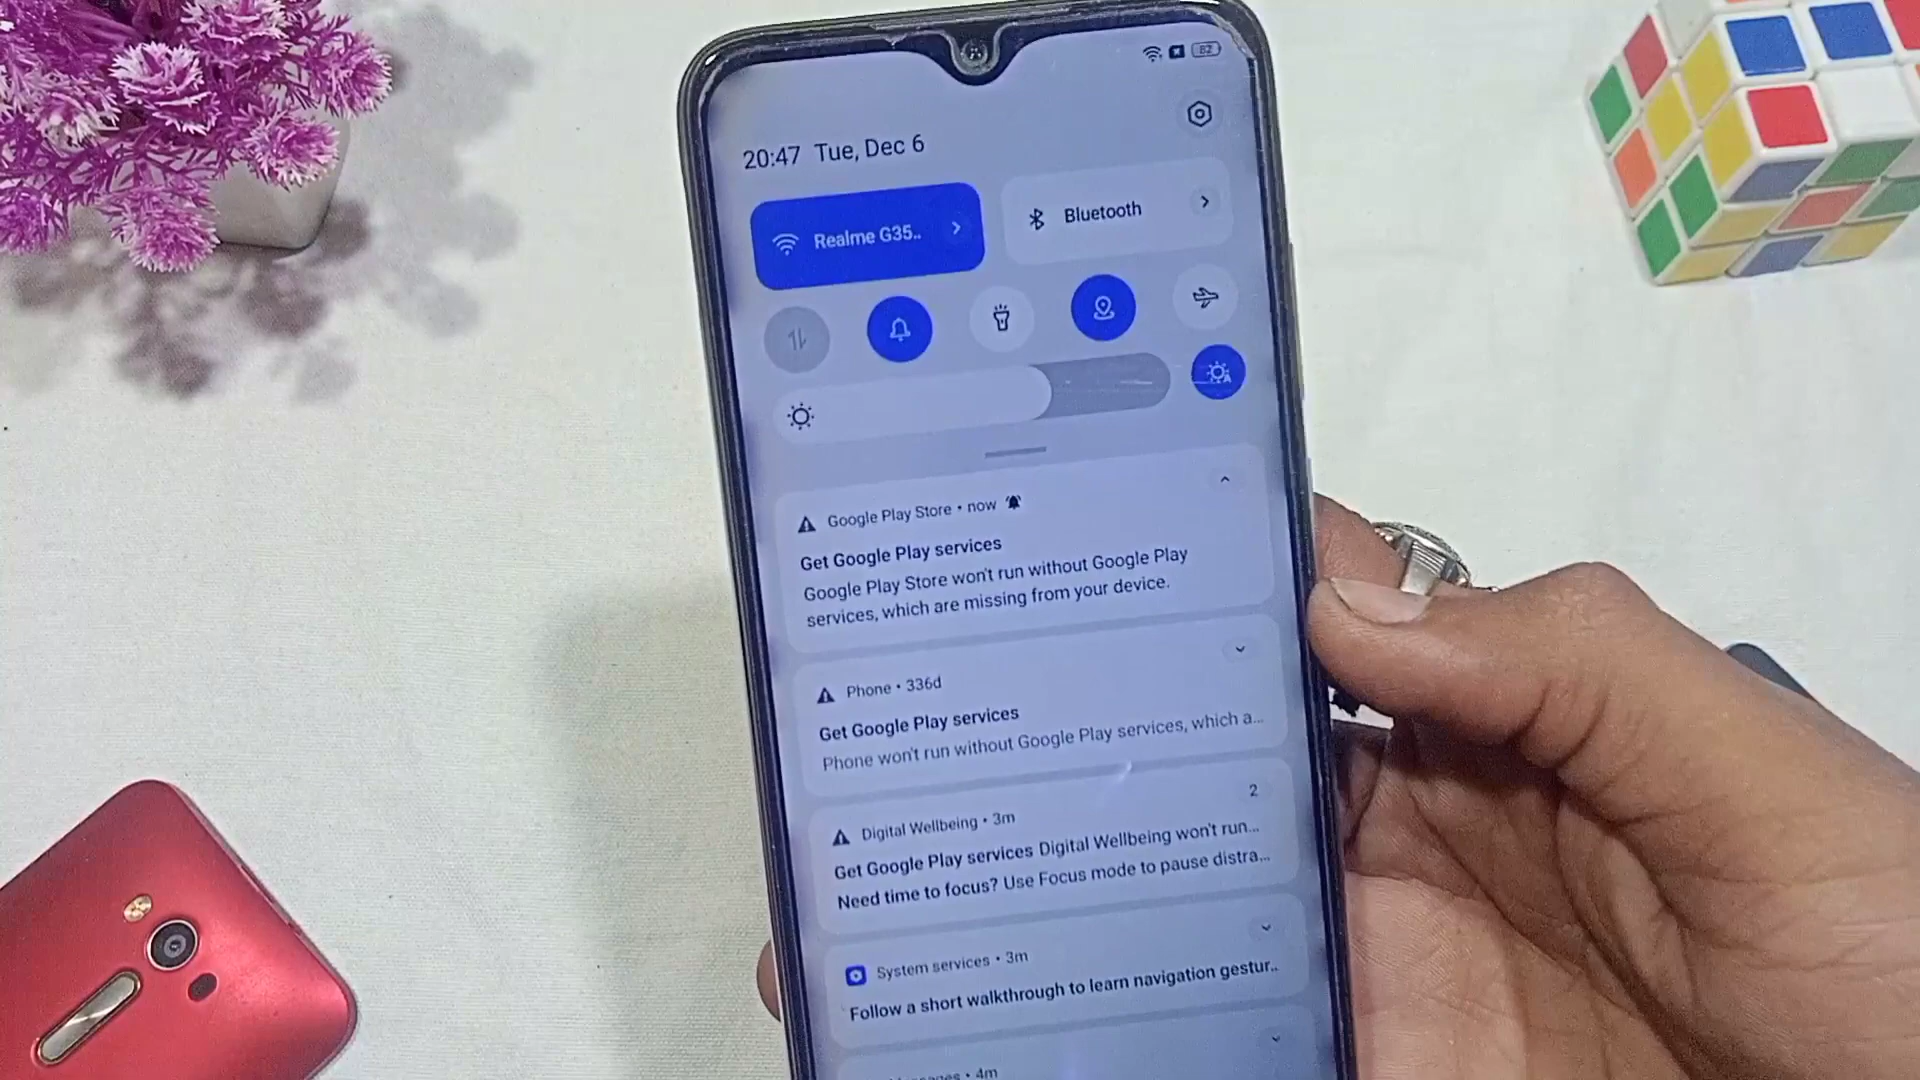 82
20:47 Tue, Dec 6
Realme G35..
Bluetooth
Google Play Store • now
Get Google Play services
Google Play Store won't run without Google Play
services, which are missing from your device.
Phone • 336d
Get Google Play services
Phone won't run without Google Play services, which a...
Digital Wellbeing • 3m
2
Get Google Play services Digital Wellbeing won't run...
Need time to focus? Use Focus mode to pause distra...
System services • 3m
Follow a short walkthrough to learn navigation gestur..
• 4m